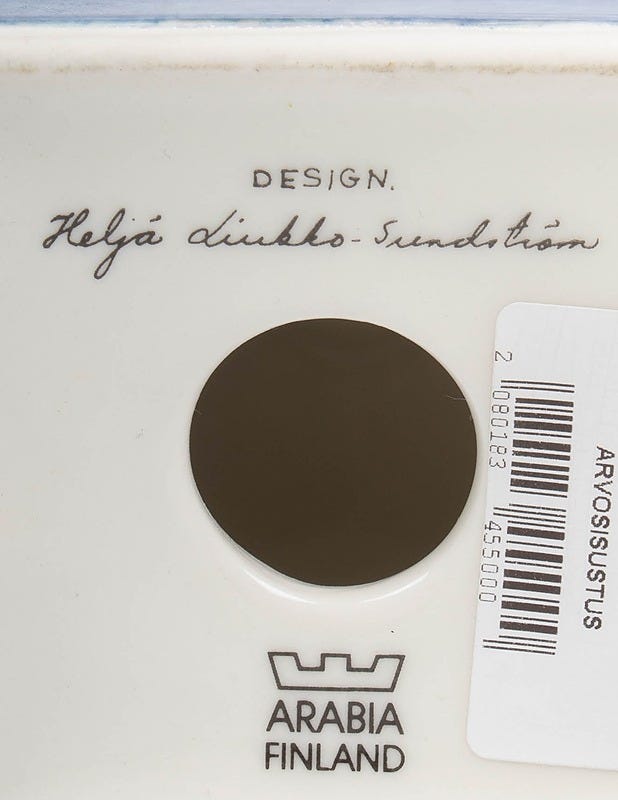 DESIGN.
Heljä Liukko-Sundström
ARABIA
FINLAND
2 080183 455000
ARVOSISUSTUS